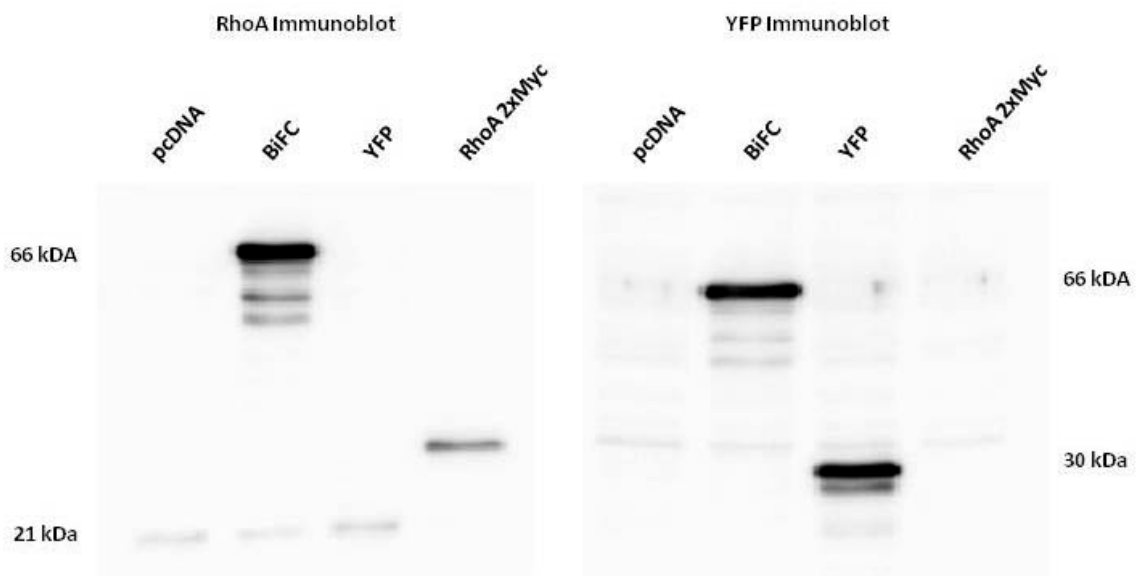 RhoA Immunoblot
pcDNA
BiFC
YFP
RhoA 2xMyc
66 kDA
21 kDa
YFP Immunoblot
pcDNA
BiFC
YFP
RhoA 2xMyc
66 kDA
30 kDa